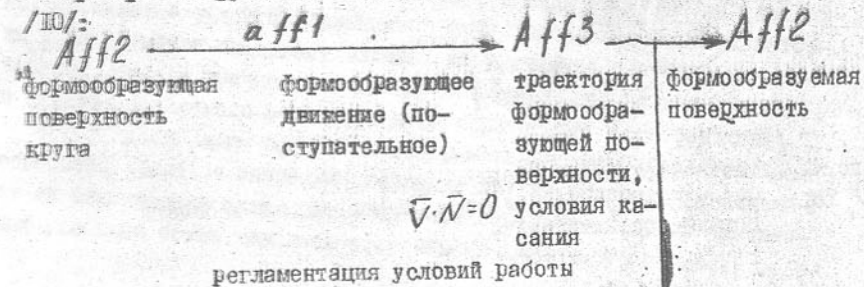 /10/:
Aff2 aff1 Aff3 Aff2
формообразующая формообразующее траектория формообразуемая
поверхность движение (по- формообра- поверхность
круга ступательное) зующей по-
верхности,
V̄·N̄=0 условия ка-
сания
регламентация условий работы